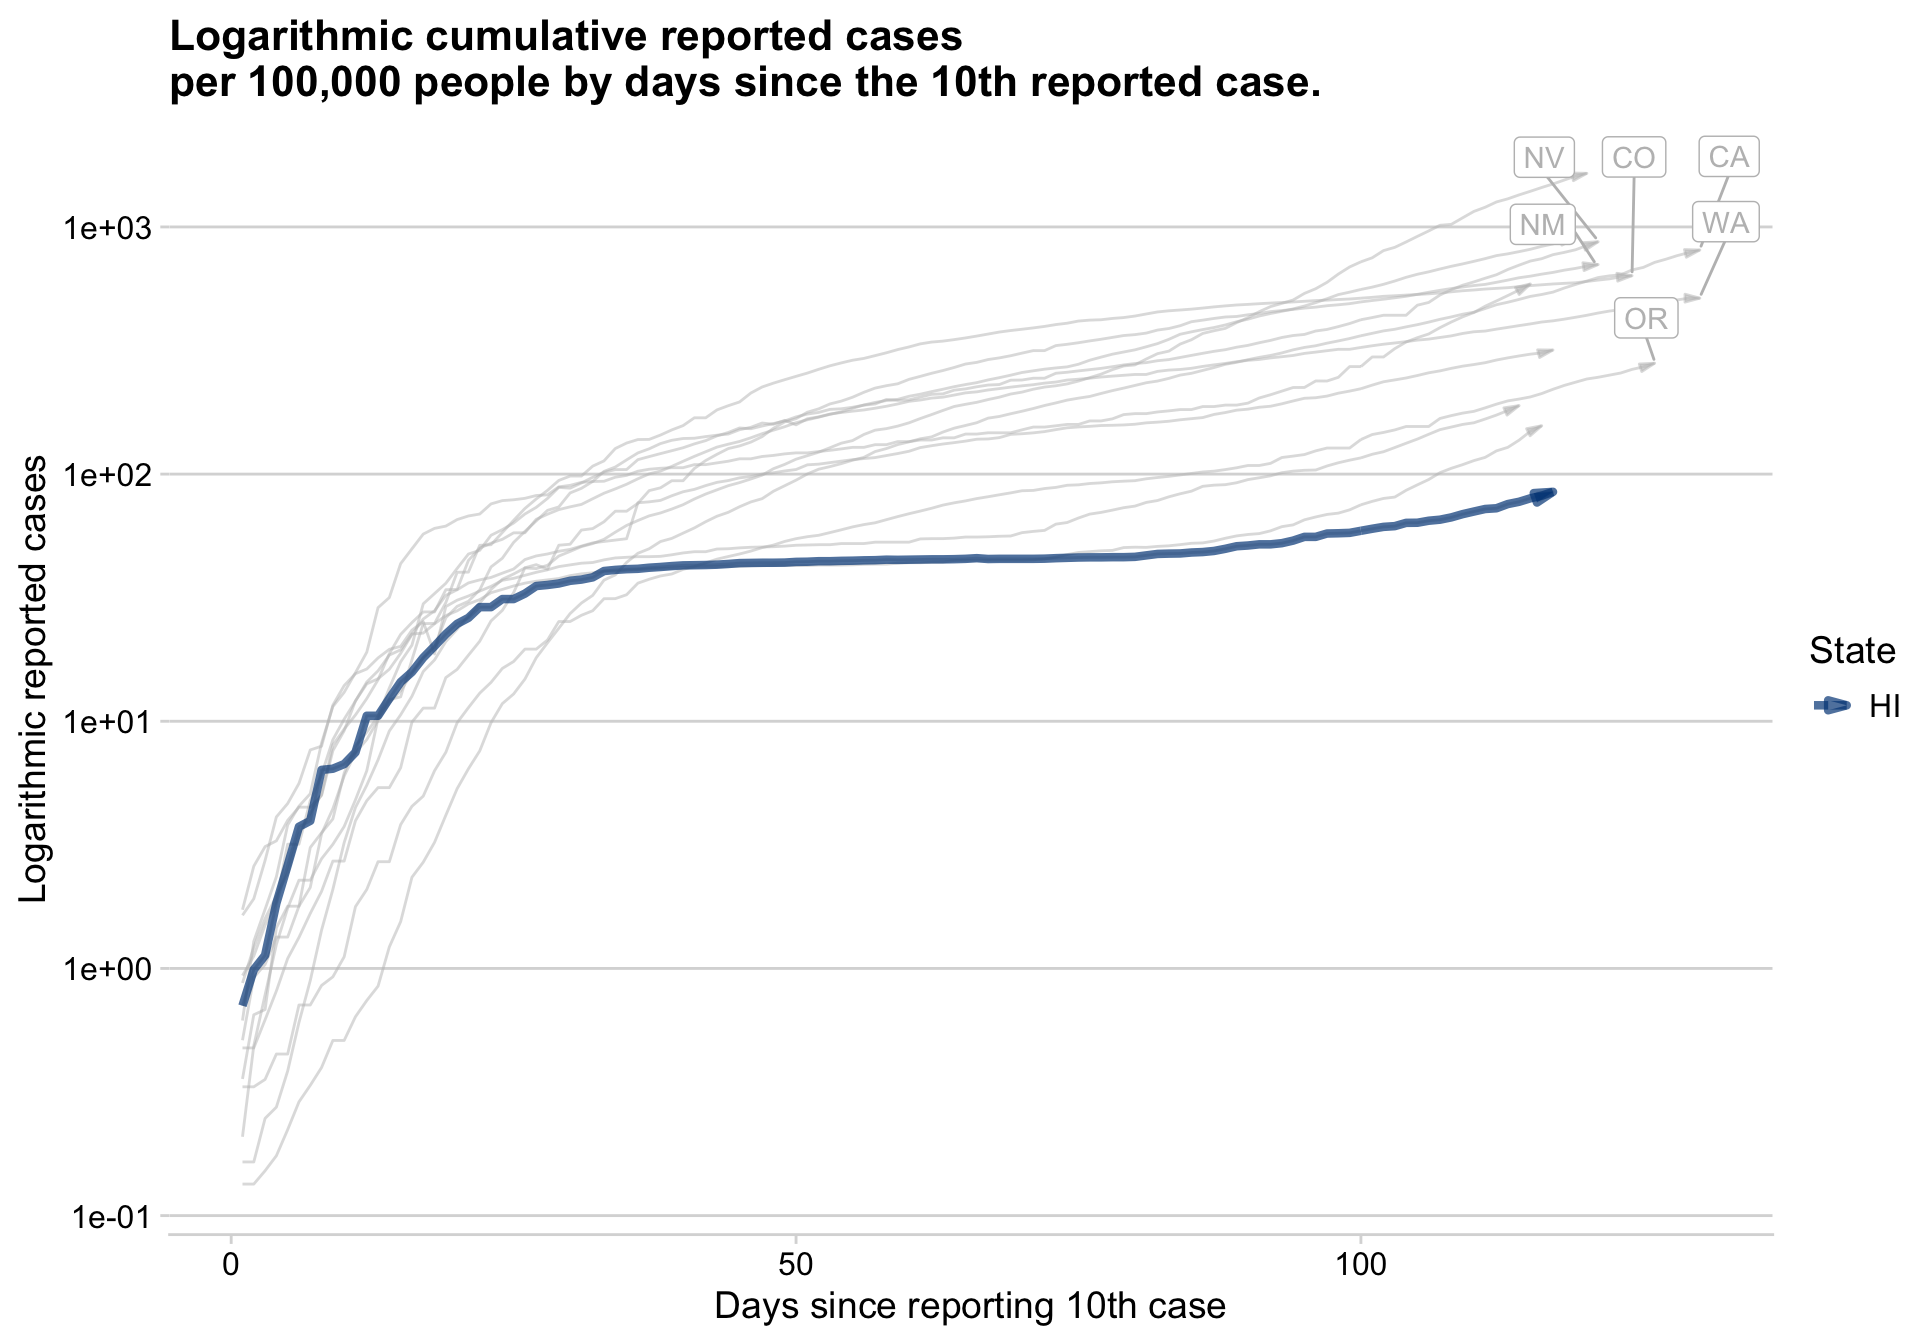 Logarithmic cumulative reported cases
per 100,000 people by days since the 10th reported case.
NV
CO
CA
NM
WA
OR
1e+03
1e+02
1e+01
1e+00
1e-01
Logarithmic reported cases
0
50
100
Days since reporting 10th case
State
HI